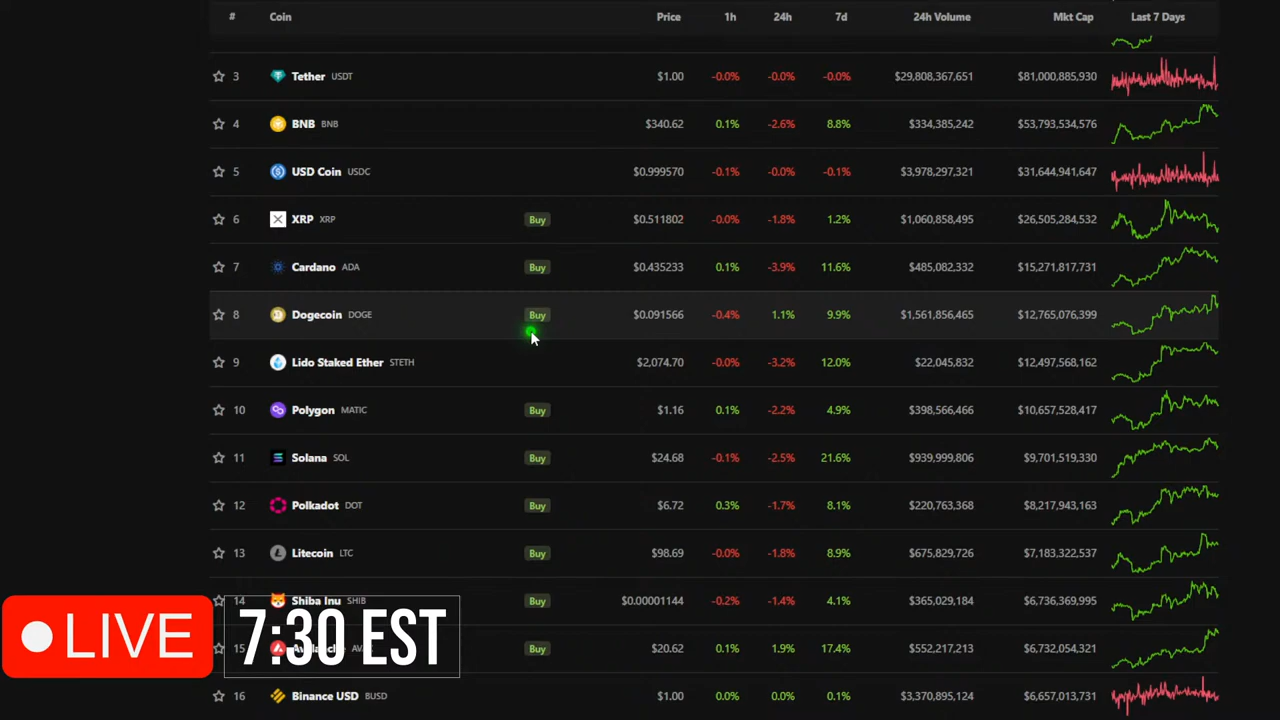 # Coin Price 1h 24h 7d 24h Volume Mkt Cap Last 7 Days
3 Tether USDT $1.00 -0.0% -0.0% -0.0% $29,808,367,651 $81,000,885,930
4 BNB BNB $340.62 0.1% -2.6% 8.8% $334,385,242 $53,793,534,576
5 USD Coin USDC $0.999570 -0.1% -0.0% -0.1% $3,978,297,321 $31,644,941,647
6 XRP XRP Buy $0.511802 -0.0% -1.8% 1.2% $1,060,858,495 $26,505,284,532
7 Cardano ADA Buy $0.435233 0.1% -3.9% 11.6% $485,082,332 $15,271,817,731
8 Dogecoin DOGE Buy $0.091566 -0.4% 1.1% 9.9% $1,561,856,465 $12,765,076,399
9 Lido Staked Ether STETH $2,074.70 -0.0% -3.2% 12.0% $22,045,832 $12,497,568,162
10 Polygon MATIC Buy $1.16 0.1% -2.2% 4.9% $398,566,466 $10,657,528,417
11 Solana SOL Buy $24.68 -0.1% -2.5% 21.6% $939,999,806 $9,701,519,330
12 Polkadot DOT Buy $6.72 0.3% -1.7% 8.1% $220,763,348 $8,217,943,163
13 Litecoin LTC Buy $98.69 -0.0% -1.8% 8.9% $675,829,726 $7,183,322,537
14 Shiba Inu SHIB Buy $0.00001144 -0.2% -1.4% 4.1% $365,029,184 $6,736,369,995
LIVE 7:30 EST
15 Buy $20.62 0.1% 1.9% 17.4% $552,217,213 $6,732,054,321
16 Binance USD BUSD $1.00 0.0% 0.0% 0.1% $3,370,895,124 $6,657,013,731